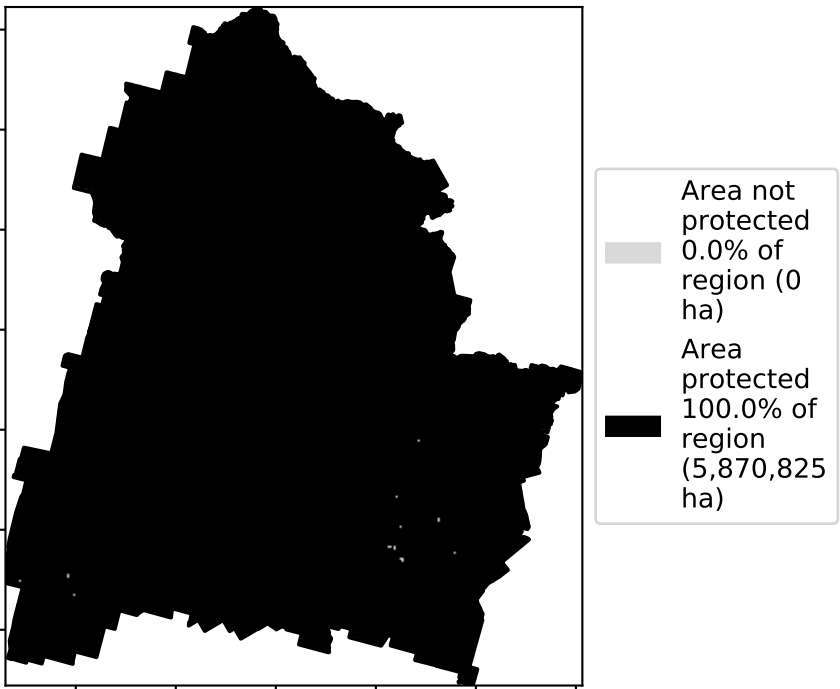 Area not
protected
0.0% of
region (0
ha)
Area
protected
100.0% of
region
(5,870,825
ha)